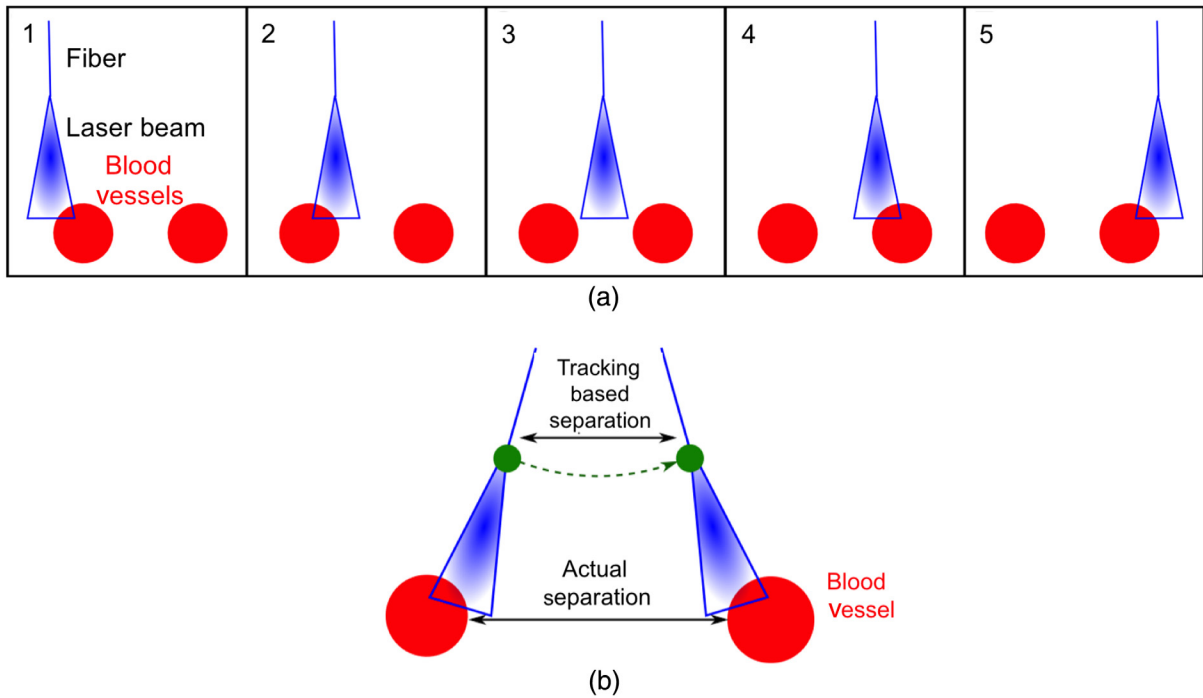 1
2
3
4
5
Fiber
Laser beam
Blood
vessels
(a)
Tracking
based
separation
Actual
separation
Blood
vessel
(b)